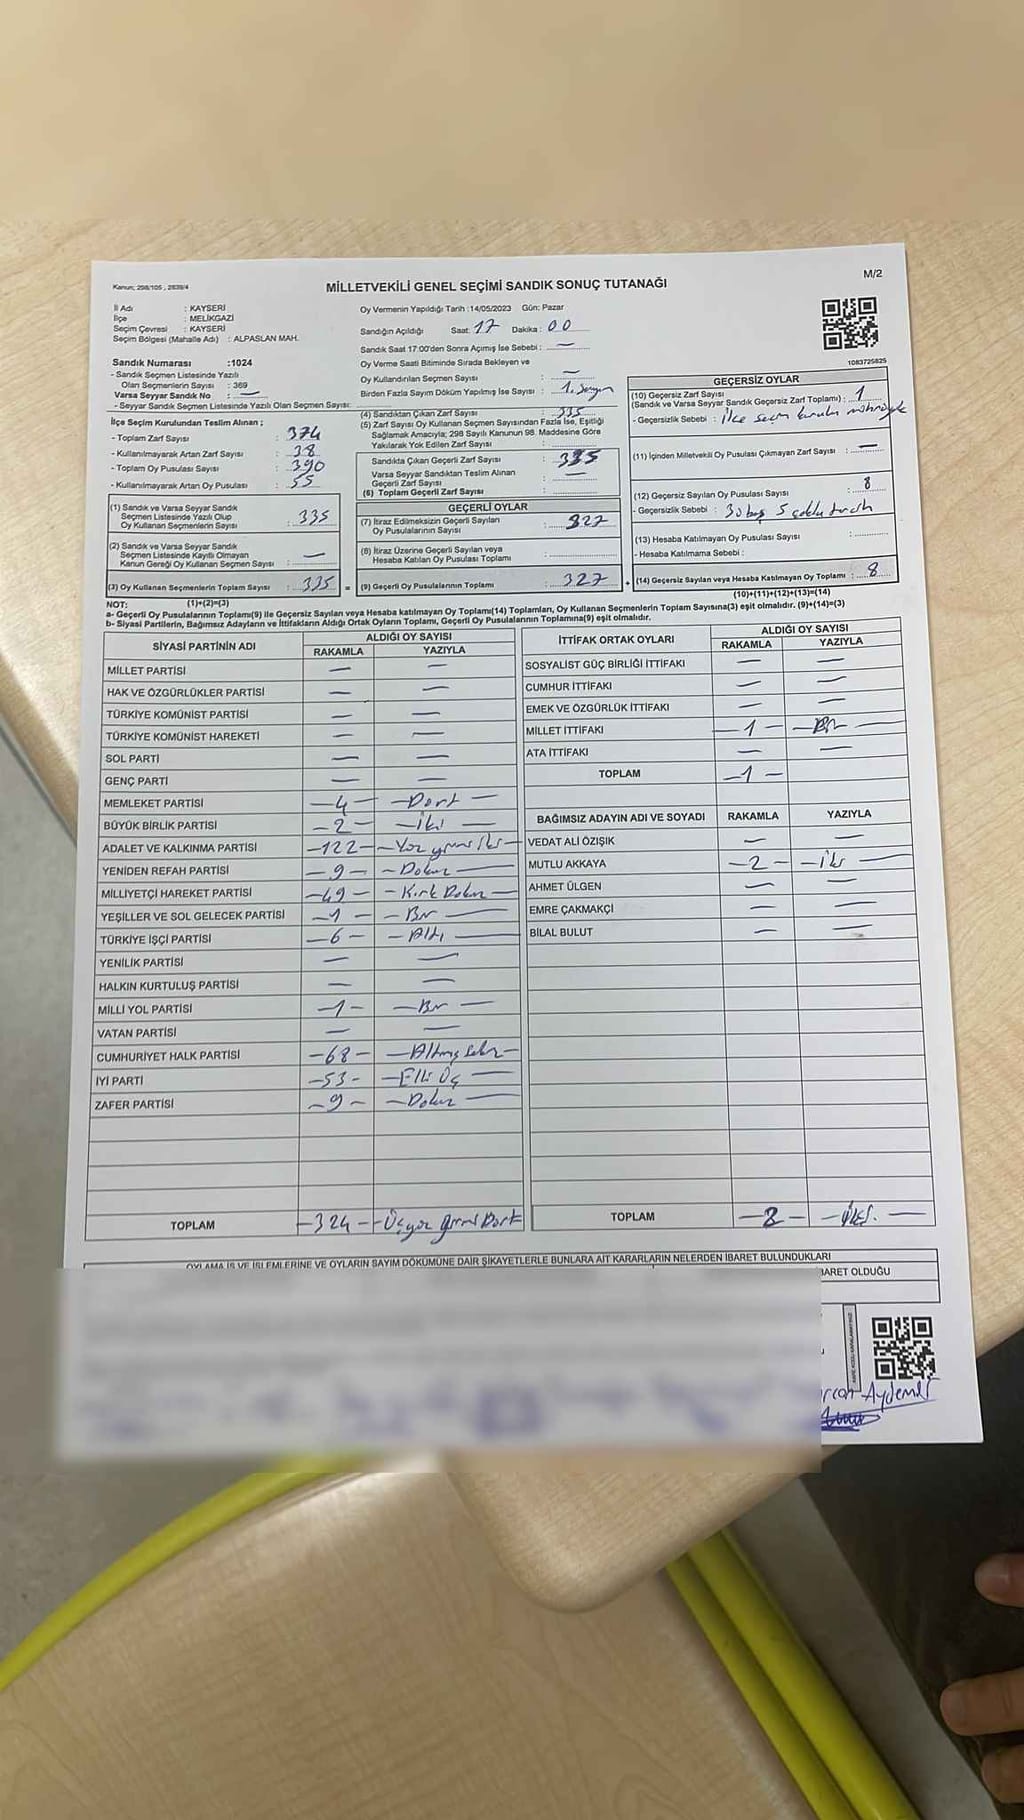 Kanun; 298/105 , 2839/4
MİLLETVEKİLİ GENEL SEÇİMİ SANDIK SONUÇ TUTANAĞI
M/2
İl Adı : KAYSERİ
İlçe : MELİKGAZİ
Seçim Çevresi : KAYSERİ
Seçim Bölgesi (Mahalle Adı) : ALPASLAN MAH.
Sandık Numarası :1024
- Sandık Seçmen Listesinde Yazılı
Olan Seçmenlerin Sayısı : 369
Varsa Seyyar Sandık No : —
- Seyyar Sandık Seçmen Listesinde Yazılı Olan Seçmen Sayısı:
İlçe Seçim Kurulundan Teslim Alınan ;
- Toplam Zarf Sayısı : 374
- Kullanılmayarak Artan Zarf Sayısı : 38
- Toplam Oy Pusulası Sayısı : 390
- Kullanılmayarak Artan Oy Pusulası : 55
Oy Vermenin Yapıldığı Tarih :14/05/2023 Gün: Pazar
Sandığın Açıldığı Saat: 17 Dakika : 00
Sandık Saat 17:00'den Sonra Açımış İse Sebebi : —
Oy Verme Saati Bitiminde Sırada Bekleyen ve
Oy Kullandırılan Seçmen Sayısı : —
Birden Fazla Sayım Döküm Yapılmış İse Sayısı : 1. Sayım
(4) Sandıktan Çıkan Zarf Sayısı : 335
(5) Zarf Sayısı Oy Kullanan Seçmen Sayısından Fazla İse, Eşitliği
Sağlamak Amacıyla; 298 Sayılı Kanunun 98. Maddesine Göre
Yakılarak Yok Edilen Zarf Sayısı :
Sandıkta Çıkan Geçerli Zarf Sayısı : 335
Varsa Seyyar Sandıktan Teslim Alınan
Geçerli Zarf Sayısı : —
(6) Toplam Geçerli Zarf Sayısı :
1083725825
GEÇERSİZ OYLAR
(10) Geçersiz Zarf Sayısı
(Sandık ve Varsa Seyyar Sandık Geçersiz Zarf Toplamı) : 1
- Geçersizlik Sebebi : İlçe seçim kurulu
(11) İçinden Milletvekili Oy Pusulası Çıkmayan Zarf Sayısı : —
(12) Geçersiz Sayılan Oy Pusulası Sayısı : 8
- Geçersizlik Sebebi : 3 boş 5
(13) Hesaba Katılmayan Oy Pusulası Sayısı :
- Hesaba Katılmama Sebebi :
(14) Geçersiz Sayılan veya Hesaba Katılmayan Oy Toplamı : 8
(10)+(11)+(12)+(13)=(14)
(1) Sandık ve Varsa Seyyar Sandık
Seçmen Listesinde Yazılı Olup
Oy Kullanan Seçmenlerin Sayısı : 335
(2) Sandık ve Varsa Seyyar Sandık
Seçmen Listesinde Kayıtlı Olmayan
Kanun Gereği Oy Kullanan Seçmen Sayısı : —
(3) Oy Kullanan Seçmenlerin Toplam Sayısı : 335 =
(1)+(2)=(3)
GEÇERLİ OYLAR
(7) İtiraz Edilmeksizin Geçerli Sayılan
Oy Pusulalarının Sayısı : 327
(8) İtiraz Üzerine Geçerli Sayılan veya
Hesaba Katılan Oy Pusulası Toplamı :
(9) Geçerli Oy Pusulalarının Toplamı : 327
NOT:
a- Geçerli Oy Pusulalarının Toplamı(9) ile Geçersiz Sayılan veya Hesaba katılmayan Oy Toplamı(14) Toplamları, Oy Kullanan Seçmenlerin Toplam Sayısına(3) eşit olmalıdır. (9)+(14)=(3)
b- Siyasi Partilerin, Bağımsız Adayların ve İttifakların Aldığı Ortak Oyların Toplamı, Geçerli Oy Pusulalarının Toplamına(9) eşit olmalıdır.
SİYASİ PARTİNİN ADI ALDIĞI OY SAYISI
RAKAMLA YAZIYLA
MİLLET PARTİSİ — —
HAK VE ÖZGÜRLÜKLER PARTİSİ — —
TÜRKİYE KOMÜNİST PARTİSİ — —
TÜRKİYE KOMÜNİST HAREKETİ — —
SOL PARTİ — —
GENÇ PARTİ — —
MEMLEKET PARTİSİ —4— —Dört—
BÜYÜK BİRLİK PARTİSİ —2— —İki—
ADALET VE KALKINMA PARTİSİ —122— —Yüz yirmi iki—
YENİDEN REFAH PARTİSİ —9— —Dokuz
MİLLİYETÇİ HAREKET PARTİSİ —49— —Kırk Dokuz—
YEŞİLLER VE SOL GELECEK PARTİSİ —1— —Bir—
TÜRKİYE İŞÇİ PARTİSİ —6— —Altı—
YENİLİK PARTİSİ — —
HALKIN KURTULUŞ PARTİSİ — —
MİLLİ YOL PARTİSİ —1— —Bir—
VATAN PARTİSİ — —
CUMHURİYET HALK PARTİSİ —68— —Altmış Sekiz—
İYİ PARTİ —53— —Elli Üç—
ZAFER PARTİSİ —9— —Dokuz—
TOPLAM —324— —Üçyüz yirmi Dört
İTTİFAK ORTAK OYLARI ALDIĞI OY SAYISI
RAKAMLA YAZIYLA
SOSYALİST GÜÇ BİRLİĞİ İTTİFAKI — —
CUMHUR İTTİFAKI — —
EMEK VE ÖZGÜRLÜK İTTİFAKI — —
MİLLET İTTİFAKI —1— —Bir—
ATA İTTİFAKI — —
TOPLAM —1—
BAĞIMSIZ ADAYIN ADI VE SOYADI RAKAMLA YAZIYLA
VEDAT ALİ ÖZIŞIK — —
MUTLU AKKAYA —2— —İki—
AHMET ÜLGEN — —
EMRE ÇAKMAKÇİ — —
BİLAL BULUT — —
TOPLAM —2—
OYLAMA İŞ VE İŞLEMLERİNE VE OYLARIN SAYIM DÖKÜMÜNE DAİR ŞİKAYETLERLE BUNLARA AİT KARARLARIN NELERDEN İBARET BULUNDUKLARI
BARET OLDUĞU
Aydemir